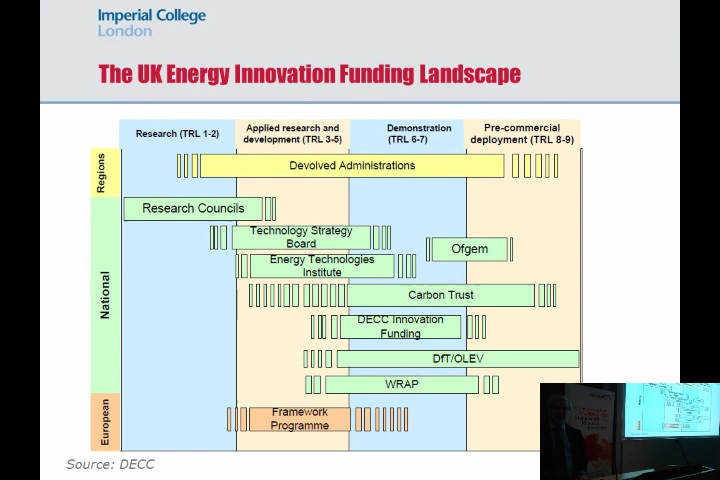 Imperial College
London
The UK Energy Innovation Funding Landscape
Research (TRL 1-2)
Applied research and
development (TRL 3-5)
Demonstration
(TRL 6-7)
Pre-commercial
deployment (TRL 8-9)
Regions
Devolved Administrations
National
Research Councils
Technology Strategy
Board
Ofgem
Energy Technologies
Institute
Carbon Trust
DECC Innovation
Funding
DfT/OLEV
WRAP
European
Framework
Programme
Source: DECC